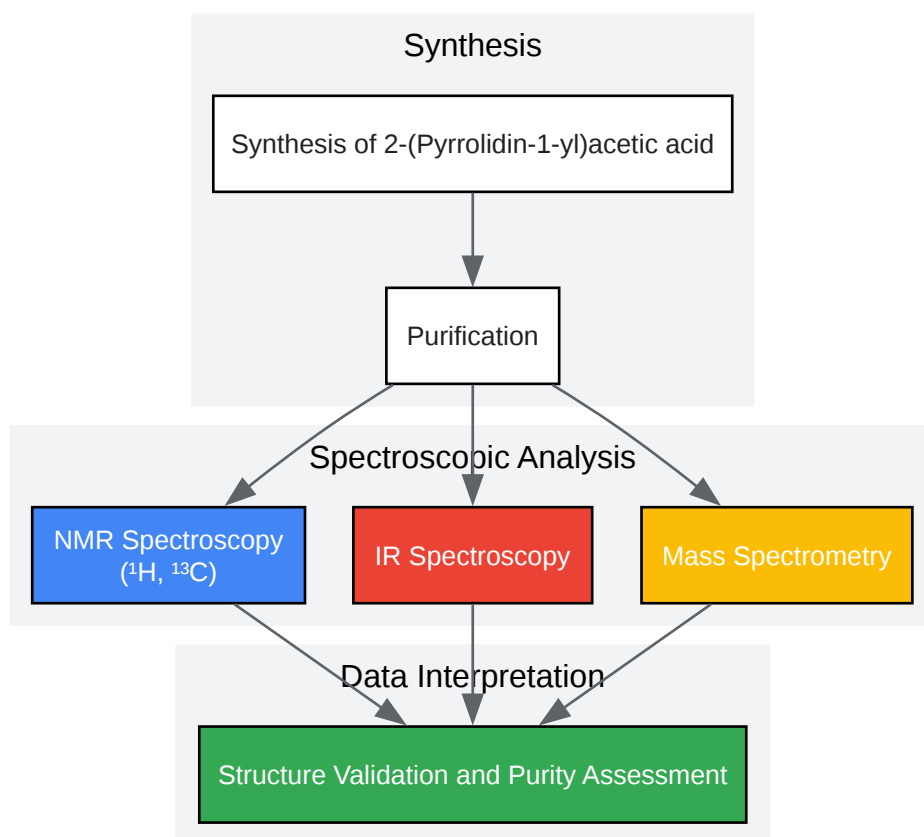 Synthesis
Synthesis of 2-(Pyrrolidin-1-yl)acetic acid
Purification
Spectroscopic Analysis
NMR Spectroscopy
(¹H, ¹³C)
IR Spectroscopy
Mass Spectrometry
Data Interpretation
Structure Validation and Purity Assessment